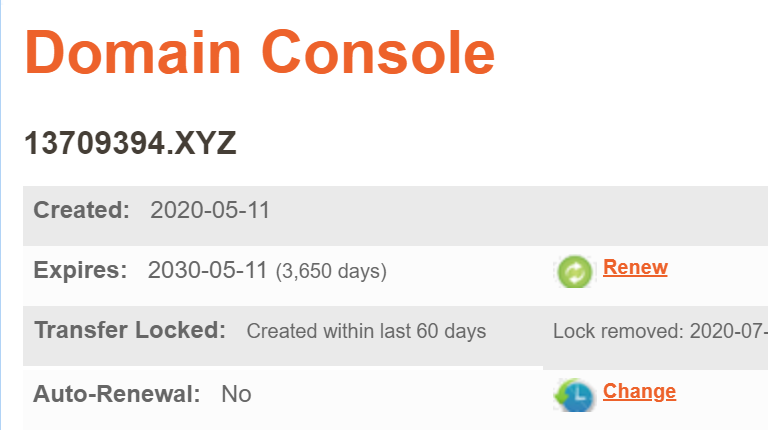 Domain Console
13709394.XYZ
Created: 2020-05-11
Expires: 2030-05-11 (3,650 days) Renew
Transfer Locked: Created within last 60 days Lock removed: 2020-07-
Auto-Renewal: No Change